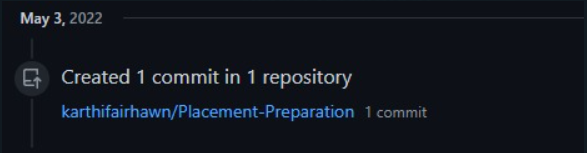 May 3, 2022
Created 1 commit in 1 repository
karthifairhawn/Placement-Preparation 1 commit